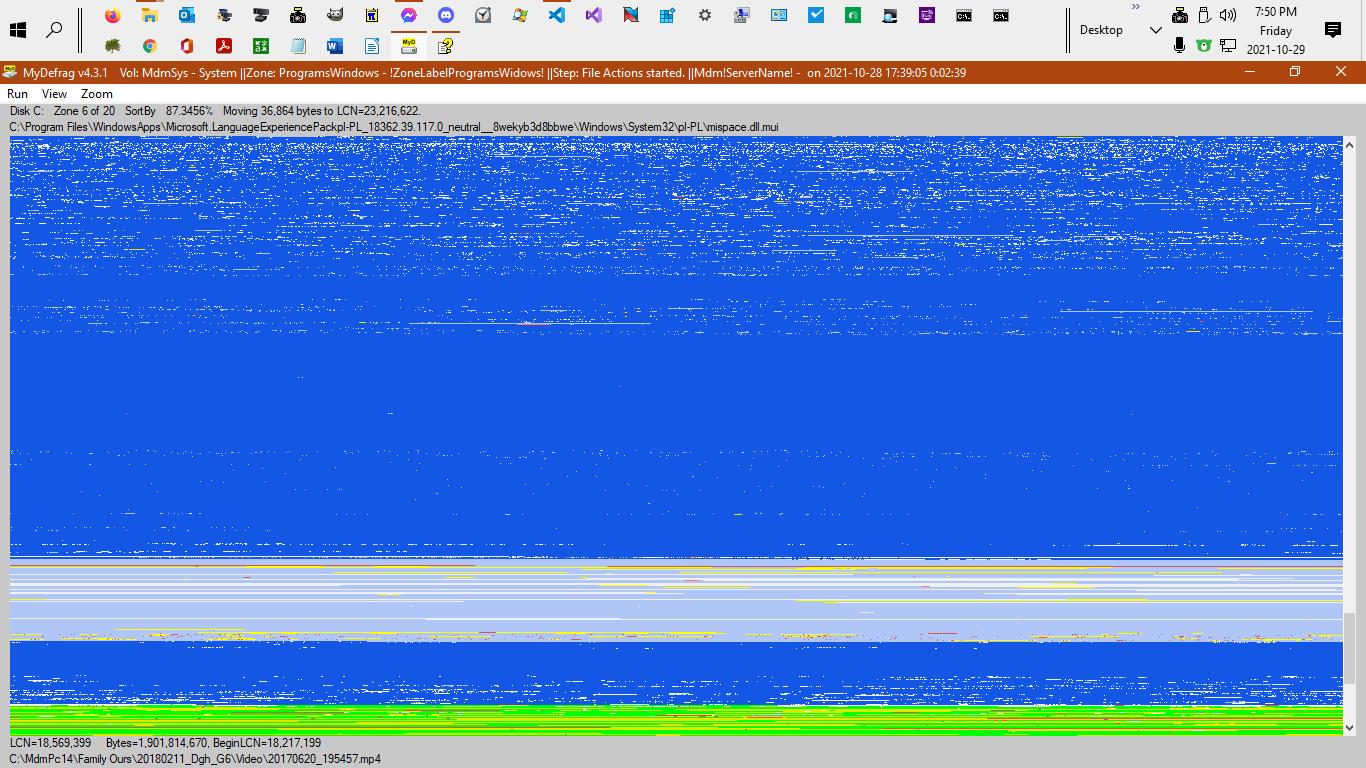 7:50 PM
Desktop
Friday
2021-10-29
MyD
C:\.
C:\.
MyDefrag v4.3.1 Vol: MdmSys - System ||Zone: ProgramsWindows - !ZoneLabelProgramsWidows! ||Step: File Actions started. ||Mdm!ServerName! - on 2021-10-28 17:39:05 0:02:39
Run View Zoom
Disk C: Zone 6 of 20 SortBy 87.3456% Moving 36,864 bytes to LCN=23,216,622.
C:\Program Files\WindowsApps\Microsoft.LanguageExperiencePackpl-PL_18362.39.117.0_neutral__8wekyb3d8bbwe\Windows\System32\pl-PL\mispace.dll.mui
LCN=18,569,399 Bytes=1,901,814,670, BeginLCN=18,217,199
C:\MdmPc14\Family Ours\20180211_Dgh_G6\Video\20170620_195457.mp4